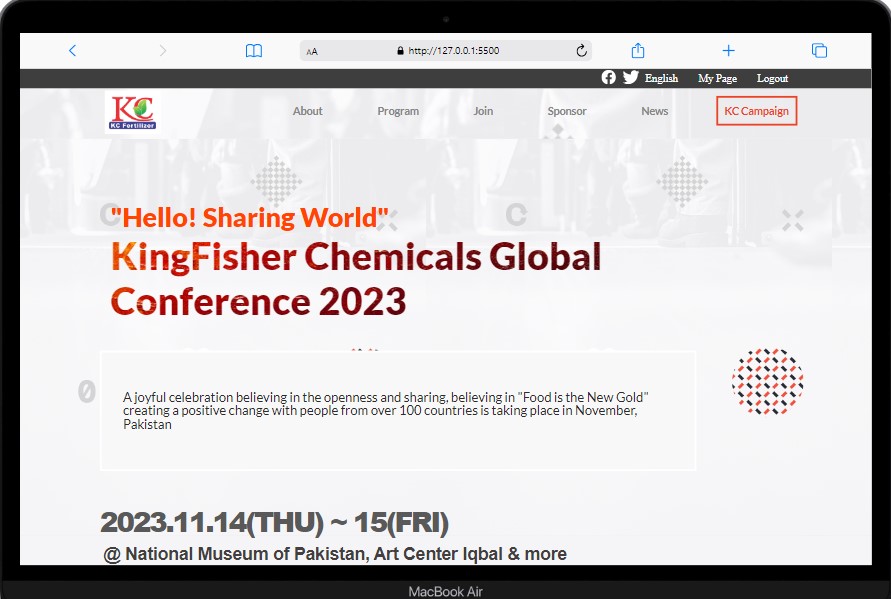 AA
http://127.0.0.1:5500
English My Page Logout
KC
KC Fertilizer
About Program Join Sponsor News KC Campaign
"Hello! Sharing World"
KingFisher Chemicals Global
Conference 2023
A joyful celebration believing in the openness and sharing, believing in "Food is the New Gold"
creating a positive change with people from over 100 countries is taking place in November,
Pakistan
2023.11.14(THU) ~ 15(FRI)
@ National Museum of Pakistan, Art Center Iqbal & more
MacBook Air